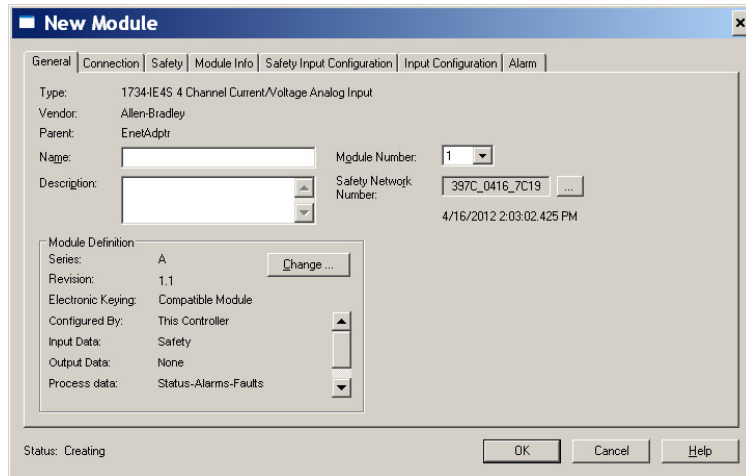 New Module
General Connection Safety Module Info Safety Input Configuration Input Configuration Alarm
Type: 1734-IE4S 4 Channel Current/Voltage Analog Input
Vendor: Allen-Bradley
Parent: EnetAdptr
Name: Module Number: 1
Description: Safety Network Number: 397C_0416_7C19 ...
4/16/2012 2:03:02.425 PM
Module Definition
Series: A Change ...
Revision: 1.1
Electronic Keying: Compatible Module
Configured By: This Controller
Input Data: Safety
Output Data: None
Process data: Status-Alarms-Faults
Status: Creating OK Cancel Help